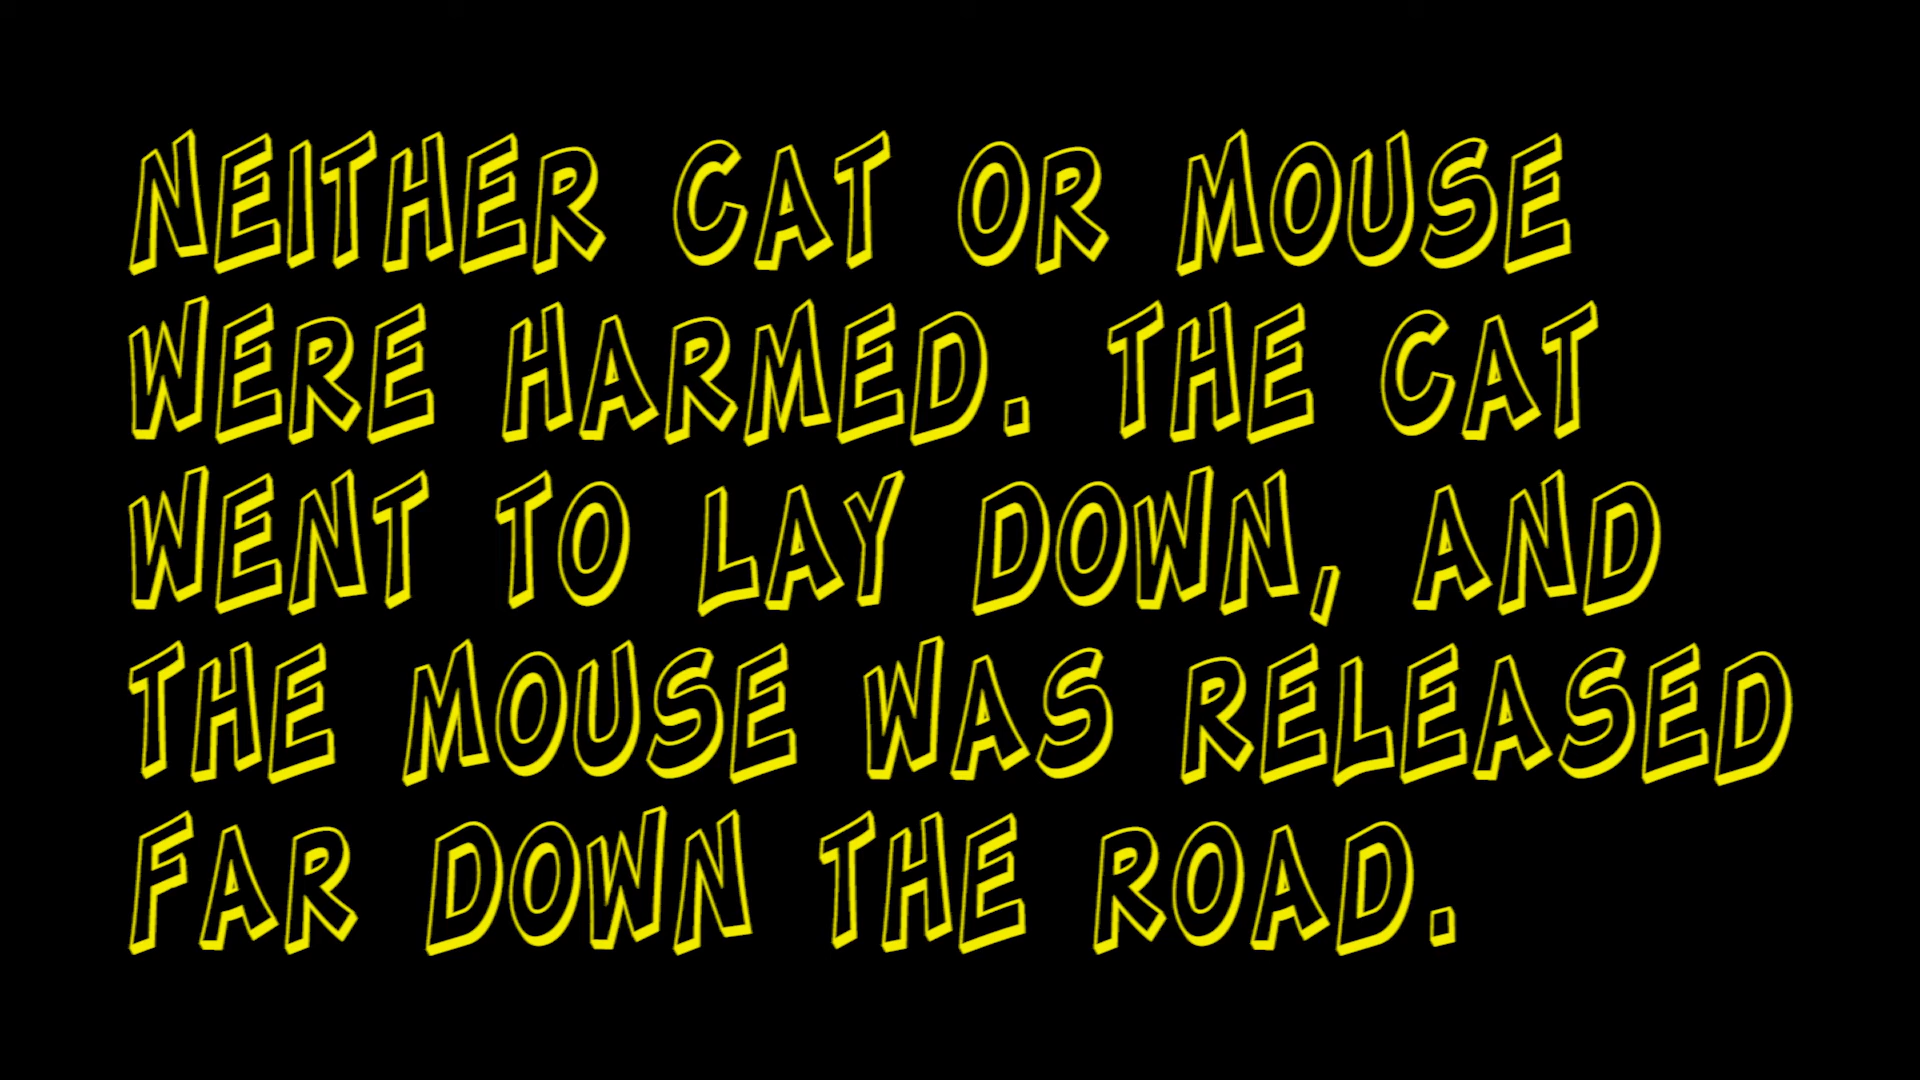 NEITHER CAT OR MOUSE
WERE HARMED. THE CAT
WENT TO LAY DOWN, AND
THE MOUSE WAS RELEASED
FAR DOWN THE ROAD.